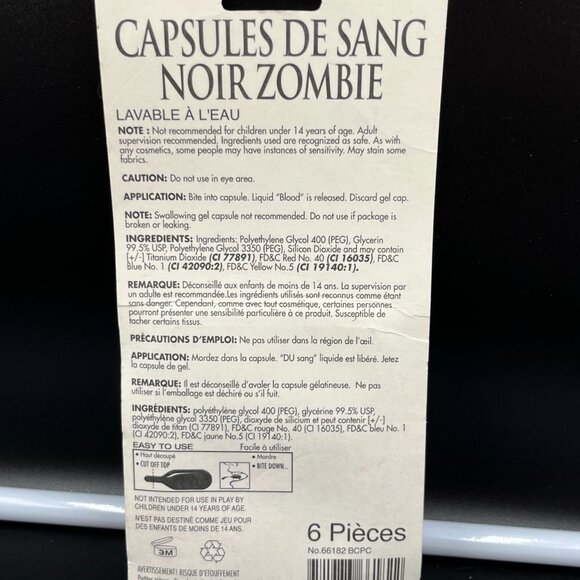 CAPSULES DE SANG
NOIR ZOMBIE
LAVABLE À L'EAU
NOTE : Not recommended for children under 14 years of age. Adult
supervision recommended. Ingredients used are recognized as safe. As with
any cosmetics, some people may have instances of sensitivity. May stain some
fabrics.
CAUTION: Do not use in eye area.
APPLICATION: Bite into capsule. Liquid "Blood" is released. Discard gel cap.
NOTE: Swallowing gel capsule not recommended. Do not use if package is
broken or leaking.
INGREDIENTS: Ingredients: Polyethylene Glycol 400 (PEG), Glycerin
99.5% USP, Polyethylene Glycol 3350 (PEG), Silicon Dioxide and may contain
[+/-] Titanium Dioxide (CI 77891), FD&C Red No. 40 (CI 16035), FD&C
Blue No. 1 (CI 42090:2), FD&C Yellow No.5 (CI 19140:1).
REMARQUE: Déconseillé aux enfants de moins de 14 ans. La supervision par
un adulte est recommandée.Les ingrédients utilisés sont reconnus comme étant
sans danger. Cependant, comme avec tout cosmétique, certaines personnes
pourront présenter une sensibilité particulière à ce produit. Susceptible de
tacher certains tissus.
PRÉCAUTIONS D'EMPLOI: Ne pas utiliser dans la région de l'œil.
APPLICATION: Mordez dans la capsule. "DU sang" liquide est libéré. Jetez
la capsule de gel.
REMARQUE: Il est déconseillé d'avaler la capsule gélatineuse. Ne pas
utiliser si l'emballage est déchiré ou s'il fuit.
INGRÉDIENTS: polyéthylène glycol 400 (PEG), glycérine 99.5% USP,
polyéthylène glycol 3350 (PEG), dioxyde de silicium et peut contenir [+/-]
dioxyde de titan (CI 77891), FD&C rouge No. 40 (CI 16035), FD&C bleu No. 1
(CI 42090:2), FD&C jaune No.5 (CI 19140:1).
EASY TO USE Facile à utiliser
• Haut découpé
• CUT OFF TOP
• Mordre
• BITE DOWN...
NOT INTENDED FOR USE IN PLAY BY
CHILDREN UNDER 14 YEARS OF AGE.
N'EST PAS DESTINÉ COMME JEU POUR
DES ENFANTS DE MOINS DE 14 ANS.
3M
6 Pièces
No.66182 BCPC
AVERTISSEMENT! RISQUE D'ETOUFFEMENT